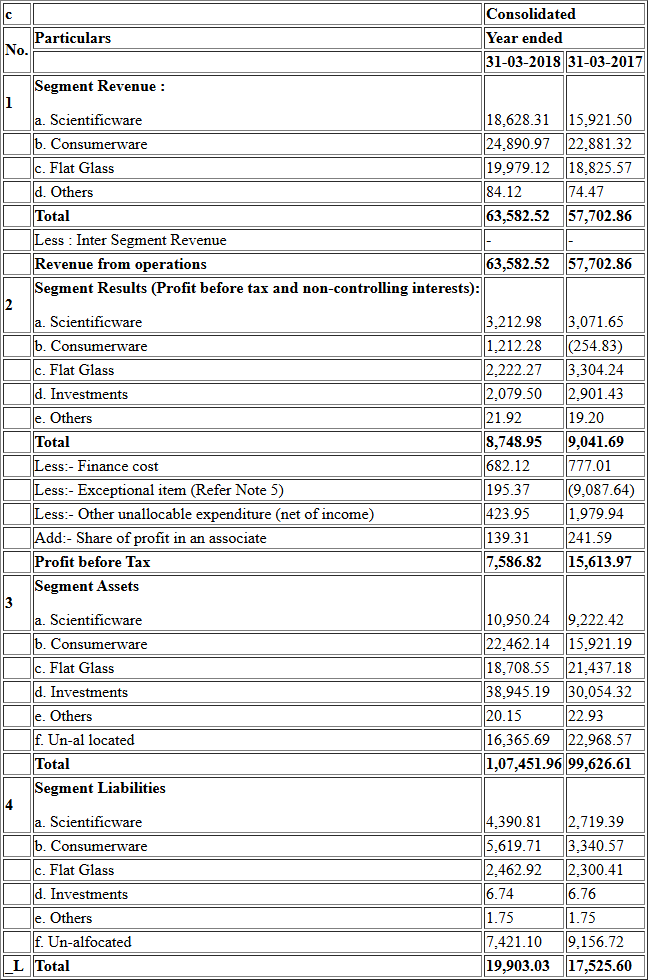 c Consolidated
No. Particulars Year ended
31-03-2018 31-03-2017
1 Segment Revenue :
a. Scientificware 18,628.31 15,921.50
b. Consumerware 24,890.97 22,881.32
c. Flat Glass 19,979.12 18,825.57
d. Others 84.12 74.47
Total 63,582.52 57,702.86
Less : Inter Segment Revenue - -
Revenue from operations 63,582.52 57,702.86
2 Segment Results (Profit before tax and non-controlling interests):
a. Scientificware 3,212.98 3,071.65
b. Consumerware 1,212.28 (254.83)
c. Flat Glass 2,222.27 3,304.24
d. Investments 2,079.50 2,901.43
e. Others 21.92 19.20
Total 8,748.95 9,041.69
Less:- Finance cost 682.12 777.01
Less:- Exceptional item (Refer Note 5) 195.37 (9,087.64)
Less:- Other unallocable expenditure (net of income) 423.95 1,979.94
Add:- Share of profit in an associate 139.31 241.59
Profit before Tax 7,586.82 15,613.97
3 Segment Assets
a. Scientificware 10,950.24 9,222.42
b. Consumerware 22,462.14 15,921.19
c. Flat Glass 18,708.55 21,437.18
d. Investments 38,945.19 30,054.32
e. Others 20.15 22.93
f. Un-al located 16,365.69 22,968.57
Total 1,07,451.96 99,626.61
4 Segment Liabilities
a. Scientificware 4,390.81 2,719.39
b. Consumerware 5,619.71 3,340.57
c. Flat Glass 2,462.92 2,300.41
d. Investments 6.74 6.76
e. Others 1.75 1.75
f. Un-alfocated 7,421.10 9,156.72
_L Total 19,903.03 17,525.60